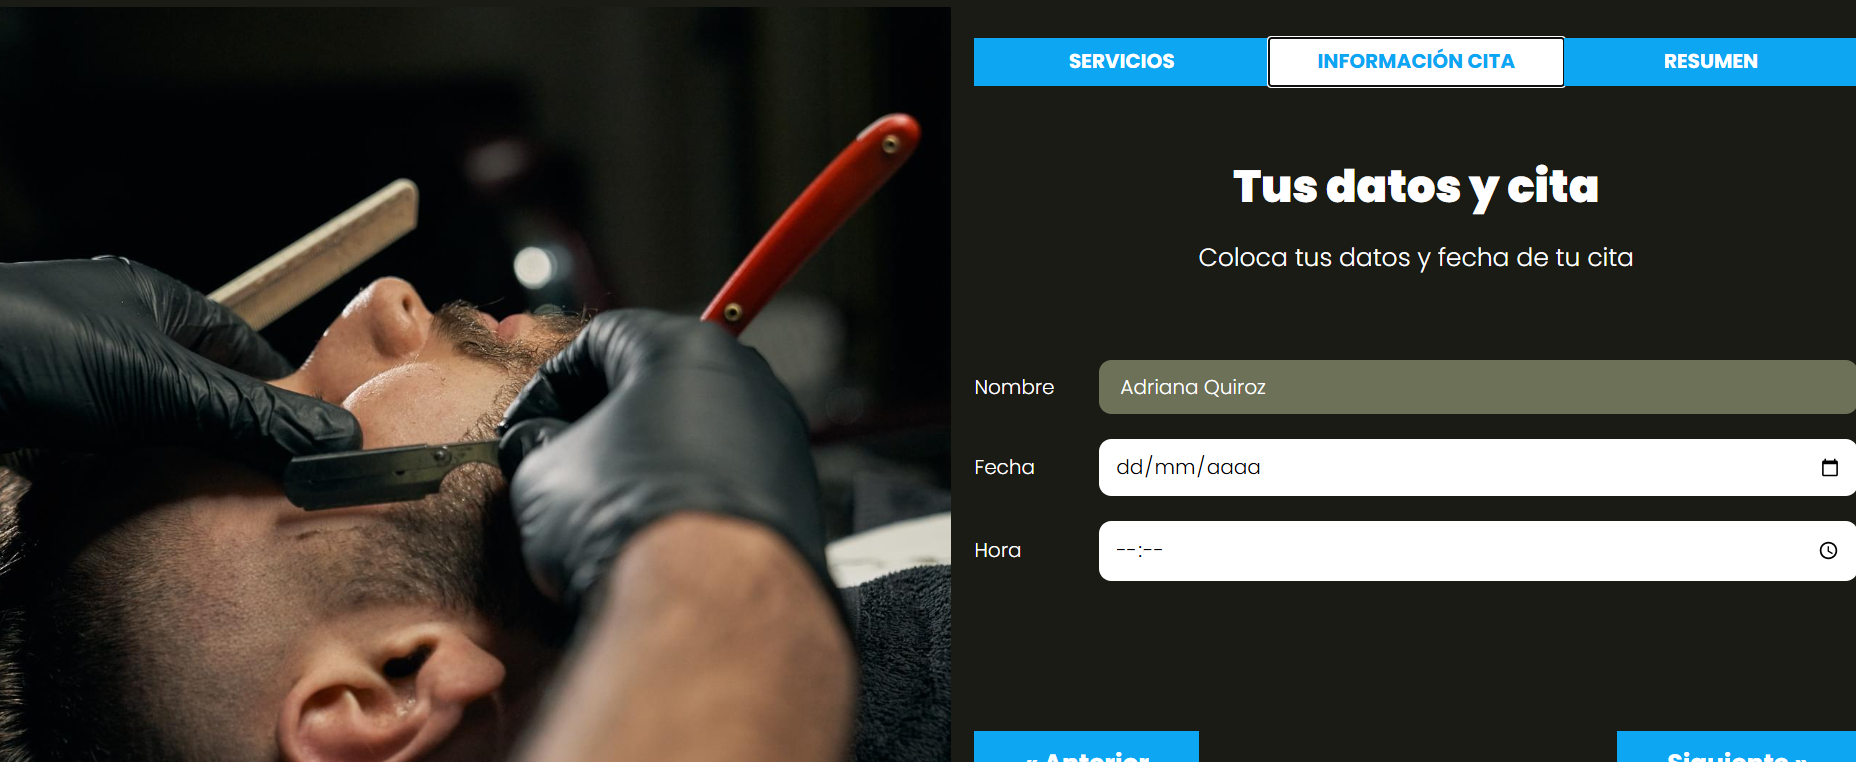 SERVICIOS INFORMACIÓN CITA RESUMEN
Tus datos y cita
Coloca tus datos y fecha de tu cita
Nombre Adriana Quiroz
Fecha dd/mm/aaaa
Hora --:--
« Anterior Siguiente »